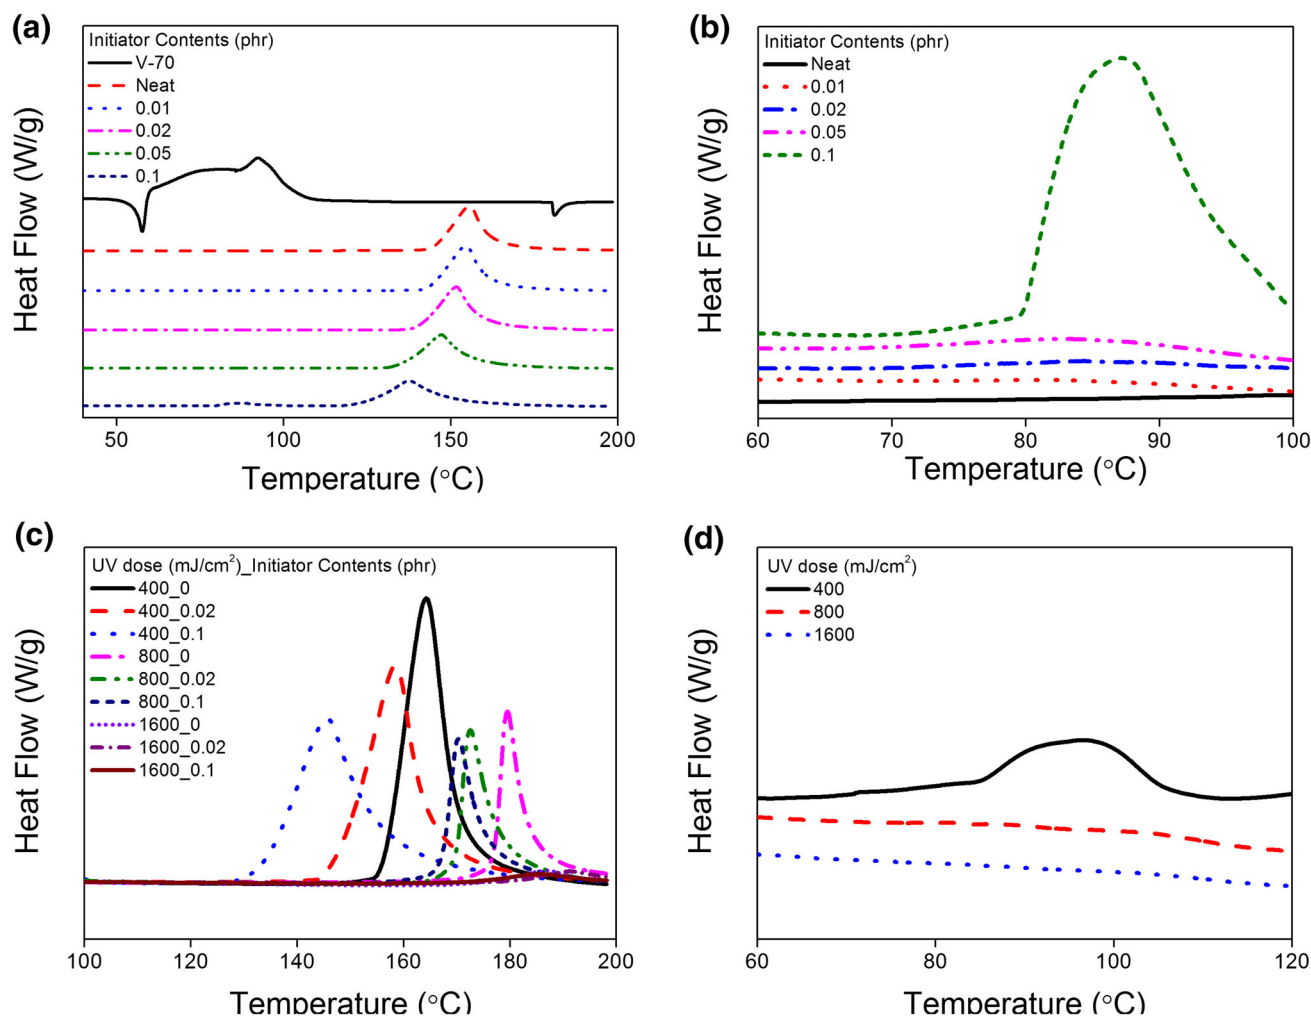 (a)
Initiator Contents (phr)
V-70
Neat
0.01
0.02
0.05
0.1
Heat Flow (W/g)
50 100 150 200
Temperature (°C)
(b)
Initiator Contents (phr)
Neat
0.01
0.02
0.05
0.1
Heat Flow (W/g)
60 70 80 90 100
Temperature (°C)
(c)
UV dose (mJ/cm²)_Initiator Contents (phr)
400_0
400_0.02
400_0.1
800_0
800_0.02
800_0.1
1600_0
1600_0.02
1600_0.1
Heat Flow (W/g)
100 120 140 160 180 200
Temperature (°C)
(d)
UV dose (mJ/cm²)
400
800
1600
Heat Flow (W/g)
60 80 100 120
Temperature (°C)